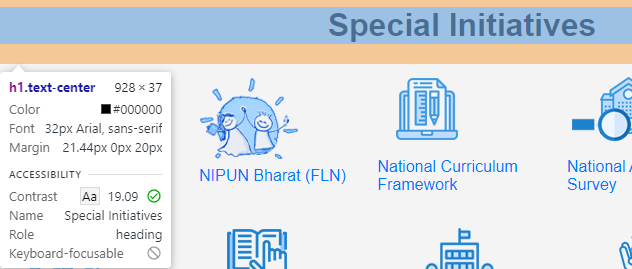 Special Initiatives
h1.text-center 928 × 37
Color #000000
Font 32px Arial, sans-serif
Margin 21.44px 0px 20px
ACCESSIBILITY
Contrast Aa 19.09
Name Special Initiatives
Role heading
Keyboard-focusable
NIPUN Bharat (FLN)
National Curriculum
Framework
National
Survey